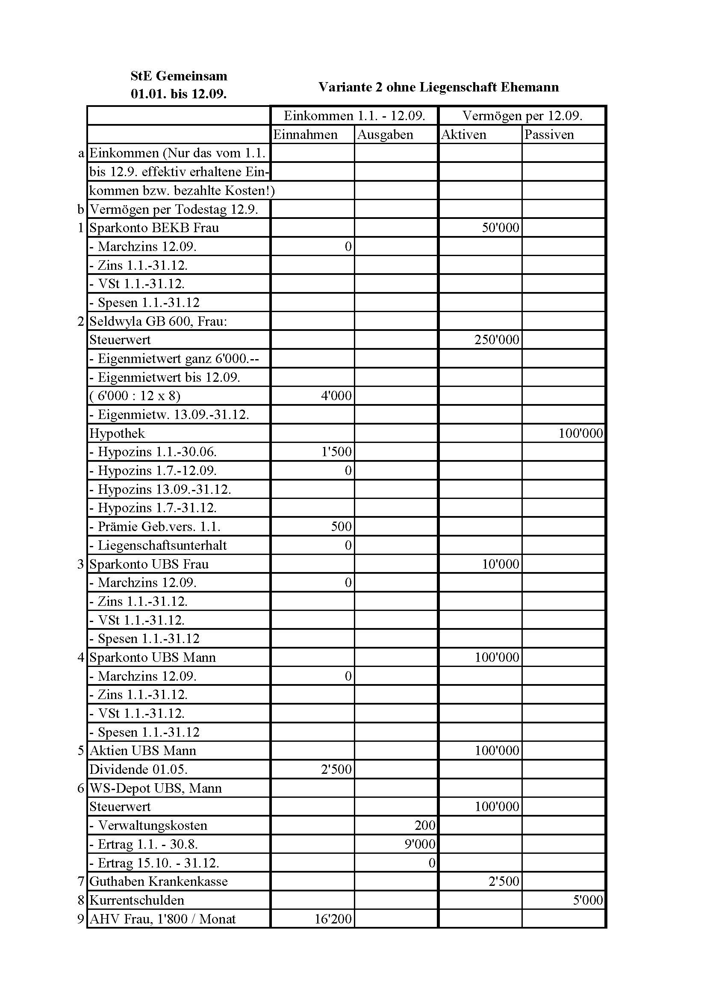 StE Gemeinsam
01.01. bis 12.09.
Variante 2 ohne Liegenschaft Ehemann
Einkommen 1.1. - 12.09. Vermögen per 12.09.
Einnahmen Ausgaben Aktiven Passiven
a Einkommen (Nur das vom 1.1.
bis 12.9. effektiv erhaltene Ein-
kommen bzw. bezahlte Kosten!)
b Vermögen per Todestag 12.9.
1 Sparkonto BEKB Frau 50'000
- Marchzins 12.09. 0
- Zins 1.1.-31.12.
- VSt 1.1.-31.12.
- Spesen 1.1.-31.12
2 Seldwyla GB 600, Frau:
Steuerwert 250'000
- Eigenmietwert ganz 6'000.--
- Eigenmietwert bis 12.09.
( 6'000 : 12 x 8) 4'000
- Eigenmietw. 13.09.-31.12.
Hypothek 100'000
- Hypozins 1.1.-30.06. 1'500
- Hypozins 1.7.-12.09. 0
- Hypozins 13.09.-31.12.
- Hypozins 1.7.-31.12.
- Prämie Geb.vers. 1.1. 500
- Liegenschaftsunterhalt 0
3 Sparkonto UBS Frau 10'000
- Marchzins 12.09. 0
- Zins 1.1.-31.12.
- VSt 1.1.-31.12.
- Spesen 1.1.-31.12
4 Sparkonto UBS Mann 100'000
- Marchzins 12.09. 0
- Zins 1.1.-31.12.
- VSt 1.1.-31.12.
- Spesen 1.1.-31.12
5 Aktien UBS Mann 100'000
Dividende 01.05. 2'500
6 WS-Depot UBS, Mann
Steuerwert 100'000
- Verwaltungskosten 200
- Ertrag 1.1. - 30.8. 9'000
- Ertrag 15.10. - 31.12. 0
7 Guthaben Krankenkasse 2'500
8 Kurrentschulden 5'000
9 AHV Frau, 1'800 / Monat 16'200